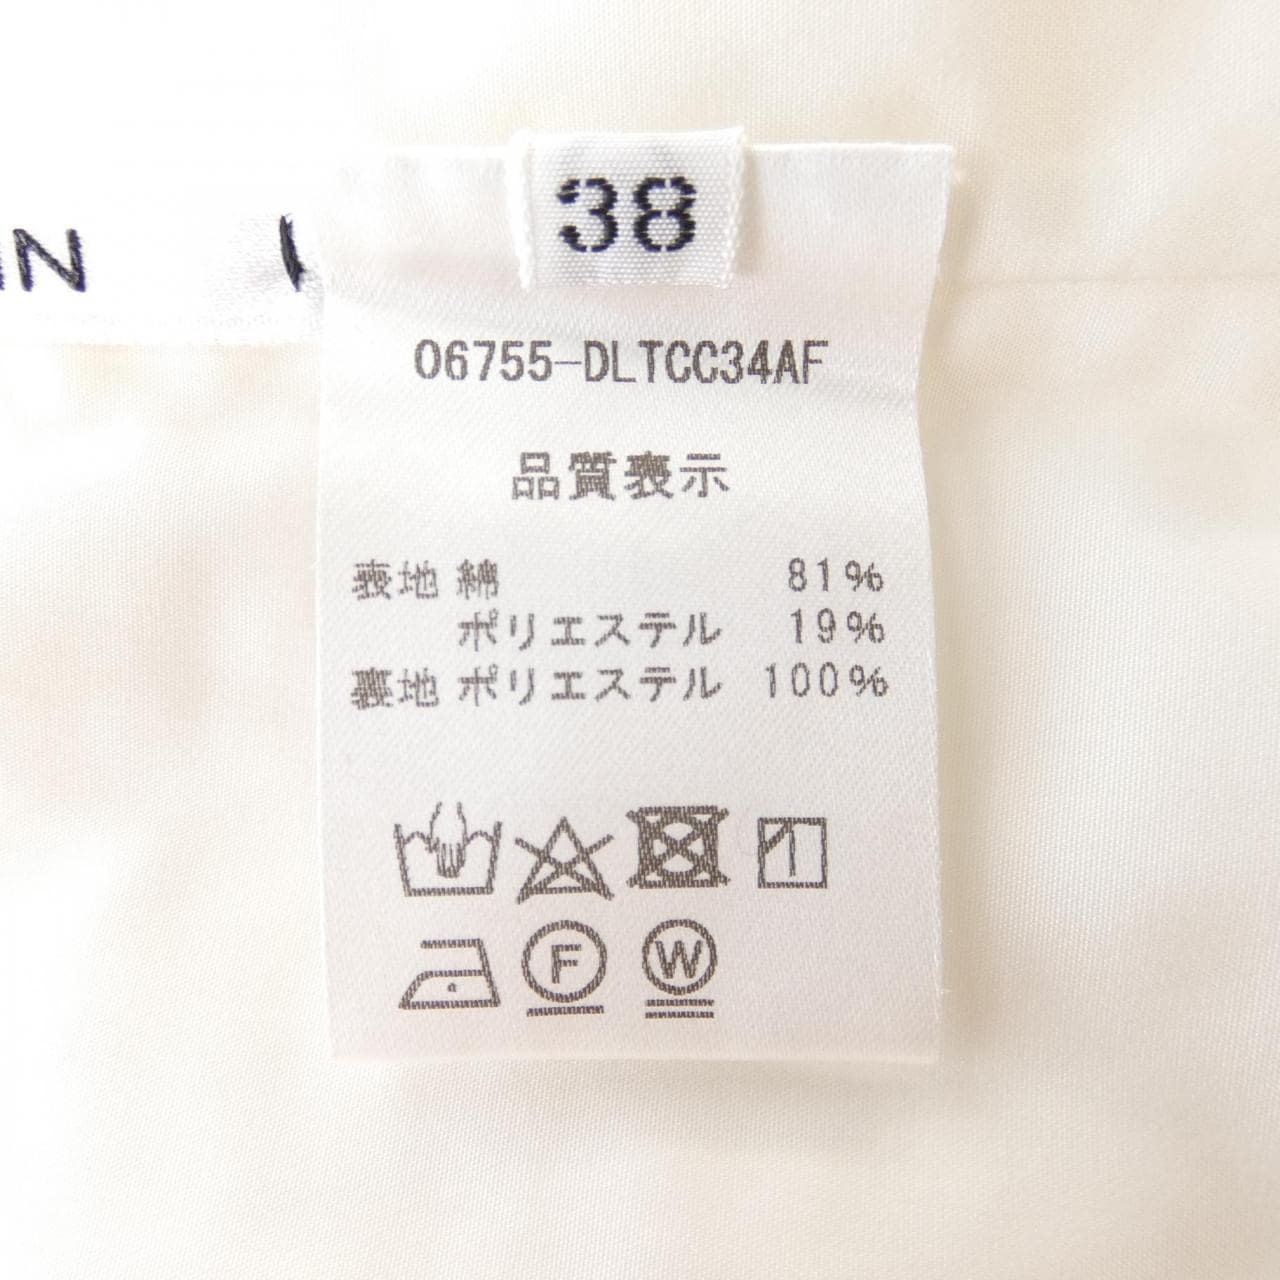 38
IN
06755-DLTCC34AF
品質表示
表地 綿 81%
ポリエステル 19%
裏地 ポリエステル 100%
F W